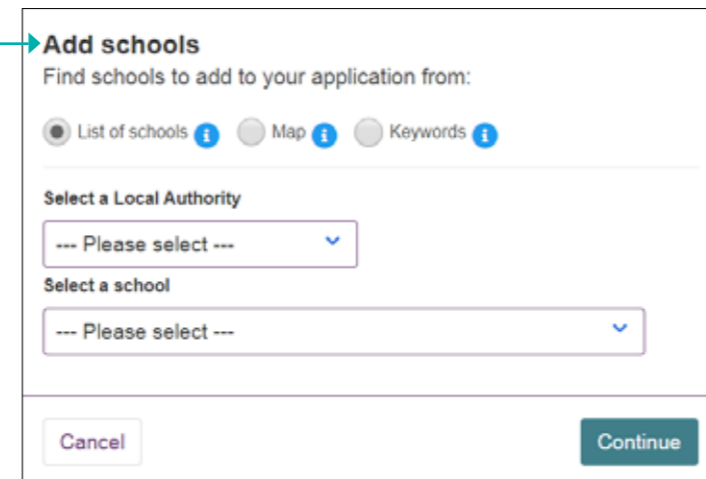 Add schools
Find schools to add to your application from:
List of schools i Map i Keywords i
Select a Local Authority
--- Please select ---
Select a school
--- Please select ---
Cancel Continue